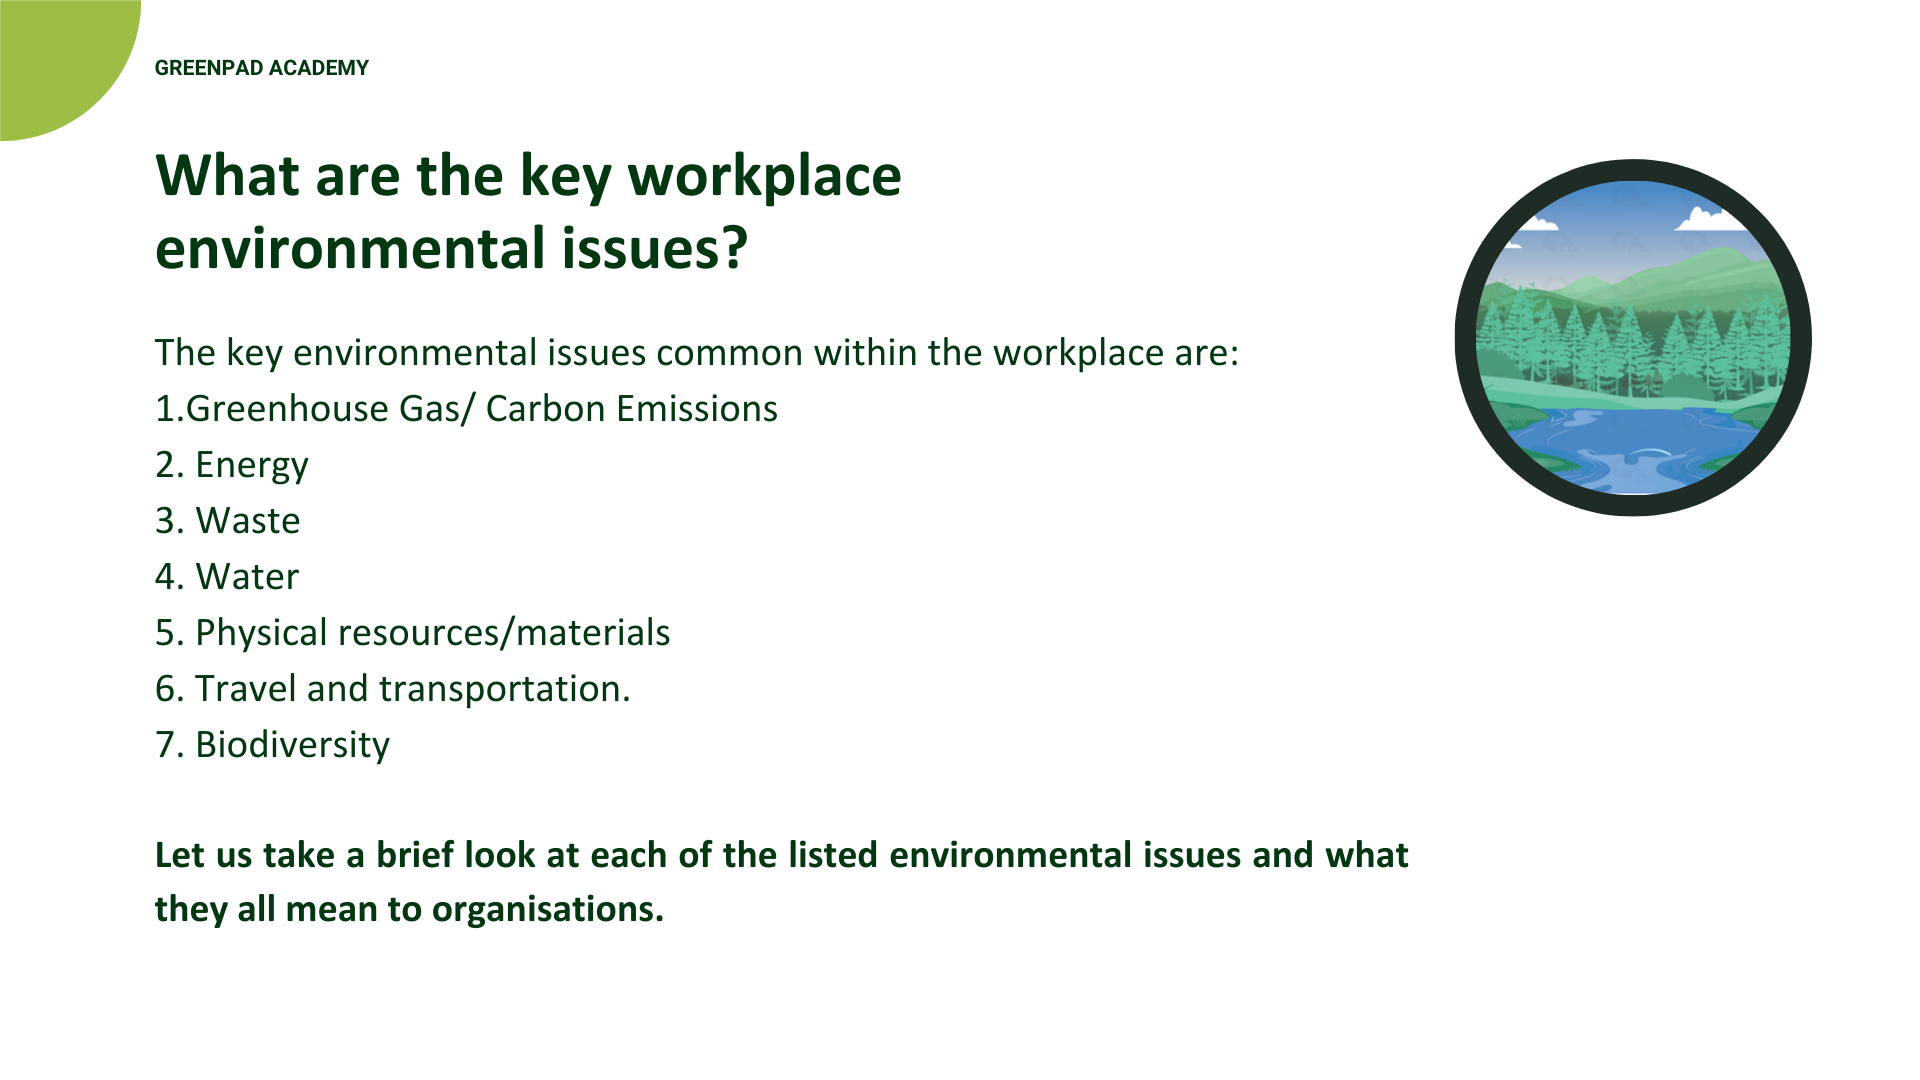 GREENPAD ACADEMY
What are the key workplace
environmental issues?
The key environmental issues common within the workplace are:
1.Greenhouse Gas/ Carbon Emissions
2. Energy
3. Waste
4. Water
5. Physical resources/materials
6. Travel and transportation.
7. Biodiversity
Let us take a brief look at each of the listed environmental issues and what
they all mean to organisations.